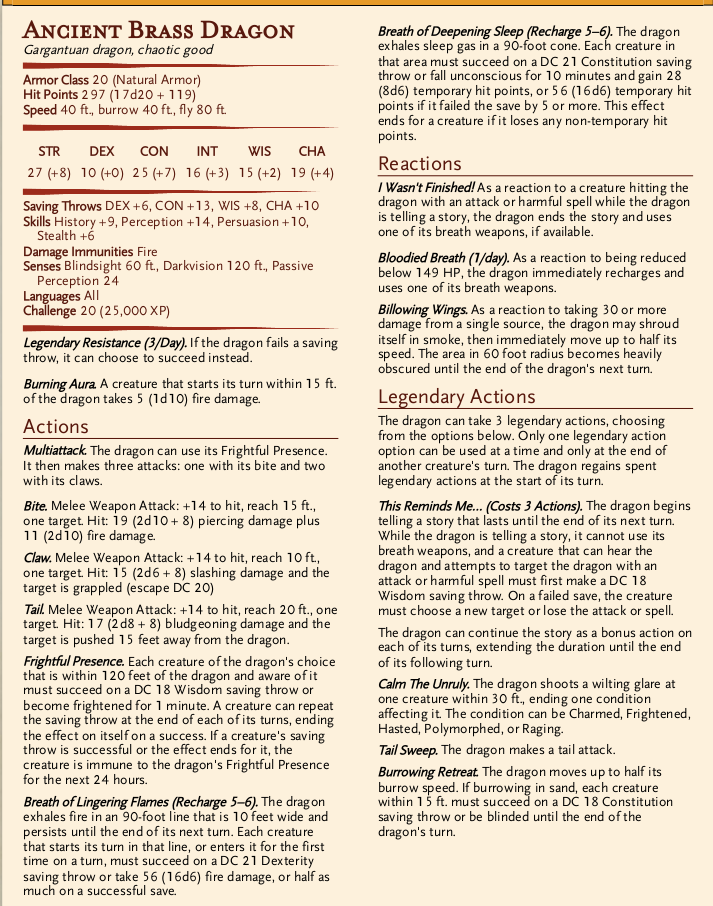 Ancient Brass Dragon
Gargantuan dragon, chaotic good
Armor Class 20 (Natural Armor)
Hit Points 297 (17d20 + 119)
Speed 40 ft., burrow 40 ft., fly 80 ft.
STR DEX CON INT WIS CHA
27 (+8) 10 (+0) 25 (+7) 16 (+3) 15 (+2) 19 (+4)
Saving Throws DEX +6, CON +13, WIS +8, CHA +10
Skills History +9, Perception +14, Persuasion +10,
Stealth +6
Damage Immunities Fire
Senses Blindsight 60 ft., Darkvision 120 ft., Passive
Perception 24
Languages All
Challenge 20 (25,000 XP)
Legendary Resistance (3/Day). If the dragon fails a saving
throw, it can choose to succeed instead.
Burning Aura. A creature that starts its turn within 15 ft.
of the dragon takes 5 (1d10) fire damage.
Actions
Multiattack. The dragon can use its Frightful Presence.
It then makes three attacks: one with its bite and two
with its claws.
Bite. Melee Weapon Attack: +14 to hit, reach 15 ft.,
one target. Hit: 19 (2d10 + 8) piercing damage plus
11 (2d10) fire damage.
Claw. Melee Weapon Attack: +14 to hit, reach 10 ft.,
one target. Hit: 15 (2d6 + 8) slashing damage and the
target is grappled (escape DC 20)
Tail. Melee Weapon Attack: +14 to hit, reach 20 ft., one
target. Hit: 17 (2d8 + 8) bludgeoning damage and the
target is pushed 15 feet away from the dragon.
Frightful Presence. Each creature of the dragon's choice
that is within 120 feet of the dragon and aware of it
must succeed on a DC 18 Wisdom saving throw or
become frightened for 1 minute. A creature can repeat
the saving throw at the end of each of its turns, ending
the effect on itself on a success. If a creature's saving
throw is successful or the effect ends for it, the
creature is immune to the dragon's Frightful Presence
for the next 24 hours.
Breath of Lingering Flames (Recharge 5–6). The dragon
exhales fire in an 90-foot line that is 10 feet wide and
persists until the end of its next turn. Each creature
that starts its turn in that line, or enters it for the first
time on a turn, must succeed on a DC 21 Dexterity
saving throw or take 56 (16d6) fire damage, or half as
much on a successful save.
Breath of Deepening Sleep (Recharge 5–6). The dragon
exhales sleep gas in a 90-foot cone. Each creature in
that area must succeed on a DC 21 Constitution saving
throw or fall unconscious for 10 minutes and gain 28
(8d6) temporary hit points, or 56 (16d6) temporary hit
points if it failed the save by 5 or more. This effect
ends for a creature if it loses any non-temporary hit
points.
Reactions
I Wasn't Finished! As a reaction to a creature hitting the
dragon with an attack or harmful spell while the dragon
is telling a story, the dragon ends the story and uses
one of its breath weapons, if available.
Bloodied Breath (1/day). As a reaction to being reduced
below 149 HP, the dragon immediately recharges and
uses one of its breath weapons.
Billowing Wings. As a reaction to taking 30 or more
damage from a single source, the dragon may shroud
itself in smoke, then immediately move up to half its
speed. The area in 60 foot radius becomes heavily
obscured until the end of the dragon's next turn.
Legendary Actions
The dragon can take 3 legendary actions, choosing
from the options below. Only one legendary action
option can be used at a time and only at the end of
another creature's turn. The dragon regains spent
legendary actions at the start of its turn.
This Reminds Me... (Costs 3 Actions). The dragon begins
telling a story that lasts until the end of its next turn.
While the dragon is telling a story, it cannot use its
breath weapons, and a creature that can hear the
dragon and attempts to target the dragon with an
attack or harmful spell must first make a DC 18
Wisdom saving throw. On a failed save, the creature
must choose a new target or lose the attack or spell.
The dragon can continue the story as a bonus action on
each of its turns, extending the duration until the end
of its following turn.
Calm The Unruly. The dragon shoots a wilting glare at
one creature within 30 ft., ending one condition
affecting it. The condition can be Charmed, Frightened,
Hasted, Polymorphed, or Raging.
Tail Sweep. The dragon makes a tail attack.
Burrowing Retreat. The dragon moves up to half its
burrow speed. If burrowing in sand, each creature
within 15 ft. must succeed on a DC 18 Constitution
saving throw or be blinded until the end of the
dragon's turn.